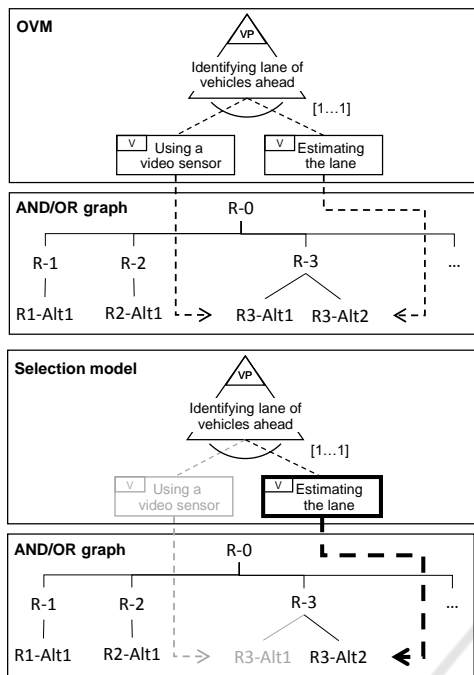 OVM
VP
Identifying lane of
vehicles ahead
[1…1]
V
Using a
video sensor
V
Estimating
the lane
AND/OR graph
R-0
R-1
R-2
R-3
...
R1-Alt1
R2-Alt1
R3-Alt1
R3-Alt2
Selection model
VP
Identifying lane of
vehicles ahead
[1…1]
V
Using a
video sensor
V
Estimating
the lane
AND/OR graph
R-0
R-1
R-2
R-3
...
R1-Alt1
R2-Alt1
R3-Alt1
R3-Alt2